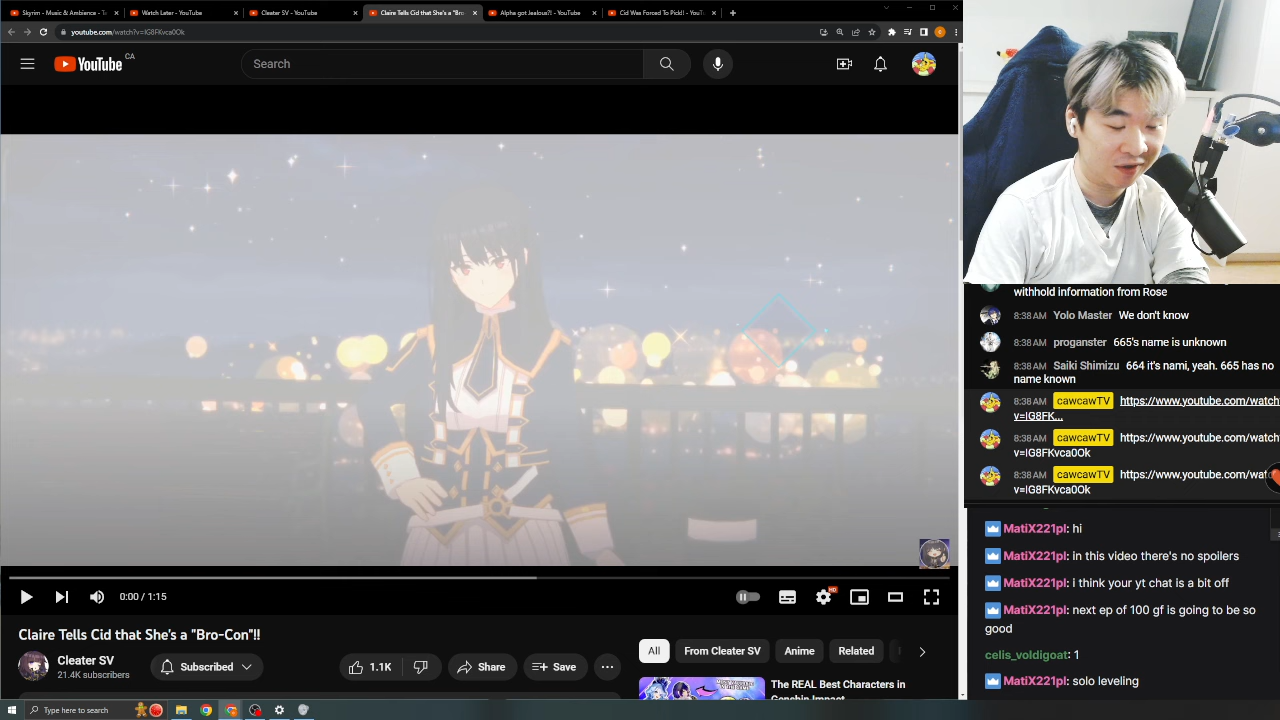 Skyrim - Music & Ambience - T
Watch Later - YouTube
Cleater SV - YouTube
Claire Tells Cid that She's a "Bro
Alpha got Jealous?! - YouTube
Cid Was Forced To Pick!! - YouT
youtube.com/watch?v=lG8FKvca0Ok
YouTube CA
Search
withhold information from Rose
8:38 AM Yolo Master We don't know
8:38 AM proganster 665's name is unknown
8:38 AM Saiki Shimizu 664 it's nami, yeah. 665 has no
name known
8:38 AM cawcawTV https://www.youtube.com/watch
v=lG8FK...
8:38 AM cawcawTV https://www.youtube.com/watch
v=lG8FKvca0Ok
8:38 AM cawcawTV https://www.youtube.com/wat
v=lG8FKvca0Ok
MatiX221pl: hi
MatiX221pl: in this video there's no spoilers
MatiX221pl: i think your yt chat is a bit off
MatiX221pl: next ep of 100 gf is going to be so
good
celis_voldigoat: 1
MatiX221pl: solo leveling
0:00 / 1:15
HD
Claire Tells Cid that She's a "Bro-Con"!!
Cleater SV
21.4K subscribers
Subscribed
1.1K
Share
Save
All
From Cleater SV
Anime
Related
The REAL Best Characters in
Genshin Impact
Type here to search